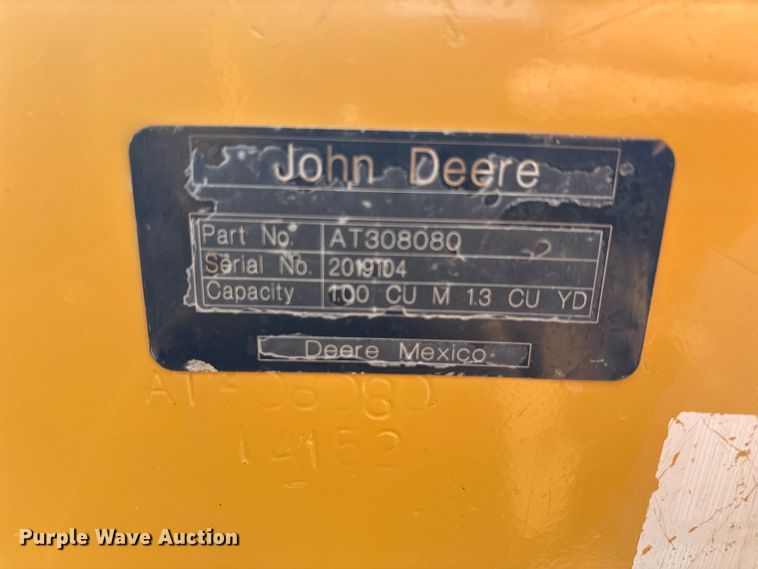 John Deere
Part No. AT308080
Serial No. 2019104
Capacity 1.00 CU M 1.3 CU YD
Deere Mexico
AT308080
14152
Purple Wave Auction